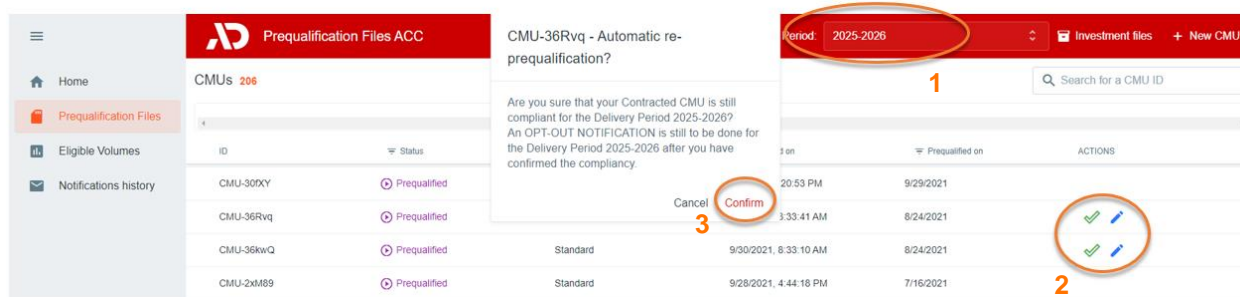 Prequalification Files ACC
Period: 2025-2026
Investment files
+ New CMU
1
Home
Prequalification Files
Eligible Volumes
Notifications history
CMUs 206
Search for a CMU ID
CMU-36Rvq - Automatic re-
prequalification?
Are you sure that your Contracted CMU is still
compliant for the Delivery Period 2025-2026?
An OPT-OUT NOTIFICATION is still to be done for
the Delivery Period 2025-2026 after you have
confirmed the compliancy.
Cancel Confirm
3
ID Status on Prequalified on ACTIONS
CMU-30fXY Prequalified 20:53 PM 9/29/2021
CMU-36Rvq Prequalified 3:33:41 AM 8/24/2021
CMU-36kwQ Prequalified Standard 9/30/2021, 8:33:10 AM 8/24/2021
CMU-2xM89 Prequalified Standard 9/28/2021, 4:44:18 PM 7/16/2021
2